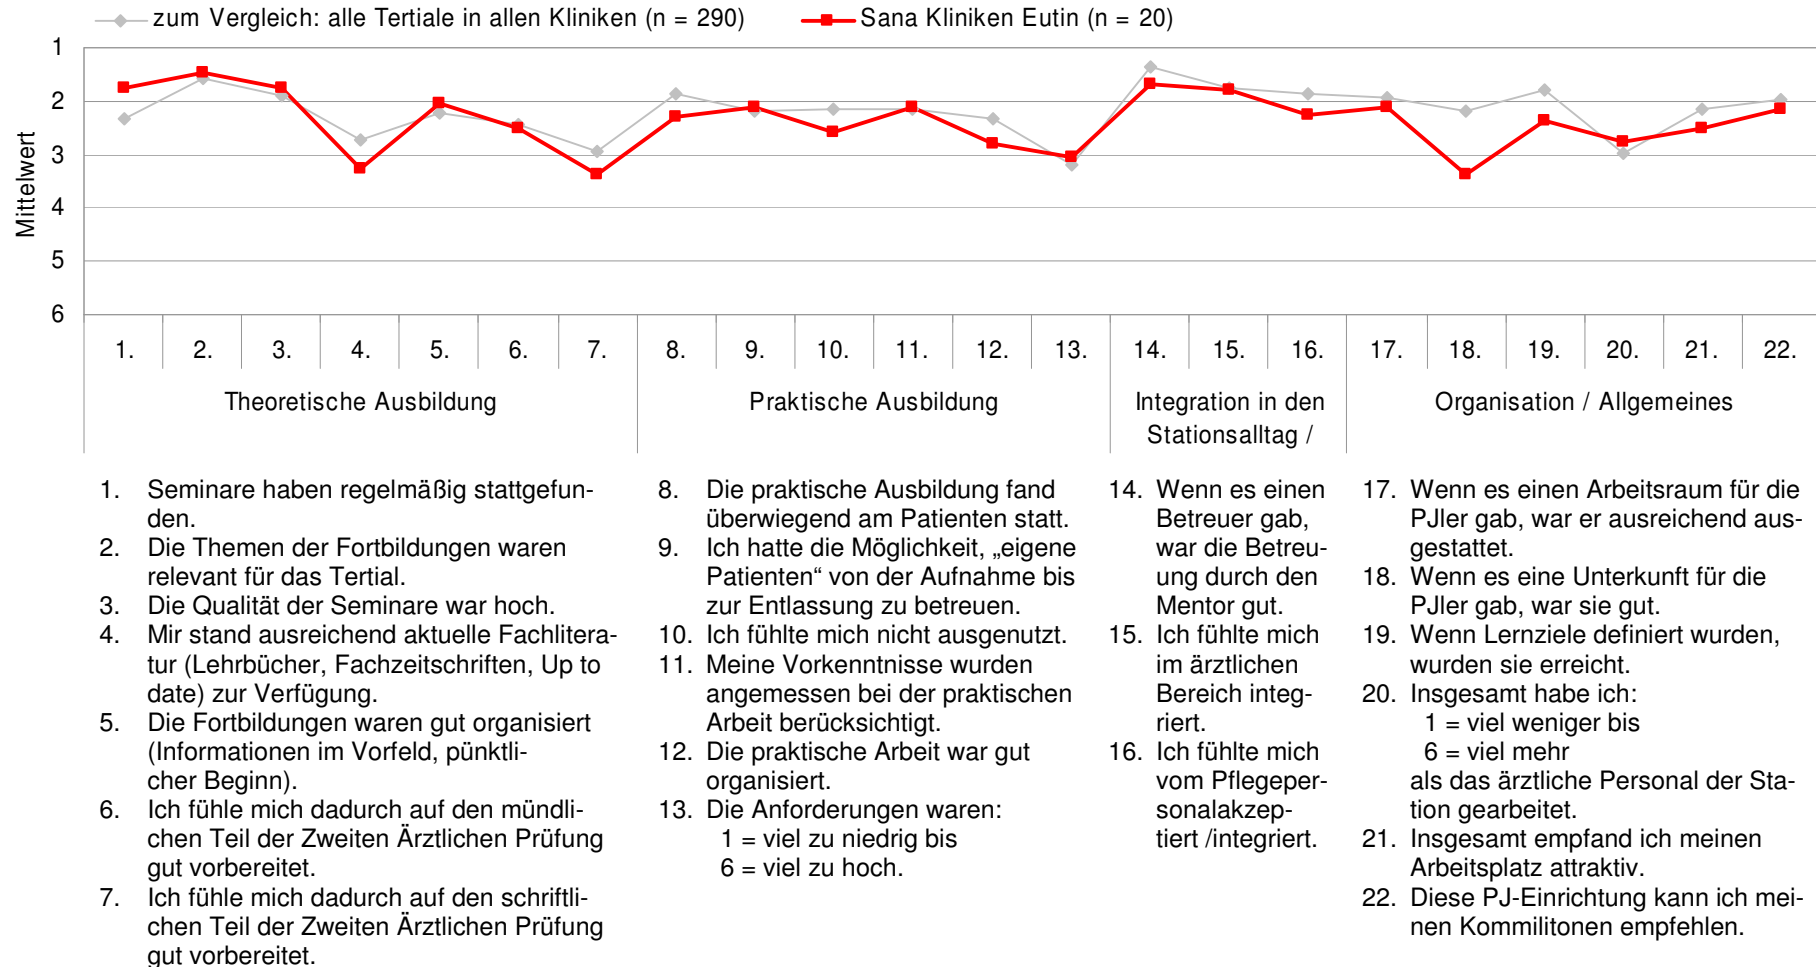 zum Vergleich: alle Tertiale in allen Kliniken (n = 290)
Sana Kliniken Eutin (n = 20)
Mittelwert
1
2
3
4
5
6
1. 2. 3. 4. 5. 6. 7. 8. 9. 10. 11. 12. 13. 14. 15. 16. 17. 18. 19. 20. 21. 22.
Theoretische Ausbildung
Praktische Ausbildung
Integration in den
Stationsalltag /
Organisation / Allgemeines
1. Seminare haben regelmäßig stattgefun-
den.
2. Die Themen der Fortbildungen waren
relevant für das Tertial.
3. Die Qualität der Seminare war hoch.
4. Mir stand ausreichend aktuelle Fachlitera-
tur (Lehrbücher, Fachzeitschriften, Up to
date) zur Verfügung.
5. Die Fortbildungen waren gut organisiert
(Informationen im Vorfeld, pünktli-
cher Beginn).
6. Ich fühle mich dadurch auf den mündli-
chen Teil der Zweiten Ärztlichen Prüfung
gut vorbereitet.
7. Ich fühle mich dadurch auf den schriftli-
chen Teil der Zweiten Ärztlichen Prüfung
gut vorbereitet.
8. Die praktische Ausbildung fand
überwiegend am Patienten statt.
9. Ich hatte die Möglichkeit, „eigene
Patienten“ von der Aufnahme bis
zur Entlassung zu betreuen.
10. Ich fühlte mich nicht ausgenutzt.
11. Meine Vorkenntnisse wurden
angemessen bei der praktischen
Arbeit berücksichtigt.
12. Die praktische Arbeit war gut
organisiert.
13. Die Anforderungen waren:
1 = viel zu niedrig bis
6 = viel zu hoch.
14. Wenn es einen
Betreuer gab,
war die Betreu-
ung durch den
Mentor gut.
15. Ich fühlte mich
im ärztlichen
Bereich integ-
riert.
16. Ich fühlte mich
vom Pflegeper-
sonalakzep-
tiert /integriert.
17. Wenn es einen Arbeitsraum für die
PJler gab, war er ausreichend aus-
gestattet.
18. Wenn es eine Unterkunft für die
PJler gab, war sie gut.
19. Wenn Lernziele definiert wurden,
wurden sie erreicht.
20. Insgesamt habe ich:
1 = viel weniger bis
6 = viel mehr
als das ärztliche Personal der Sta-
tion gearbeitet.
21. Insgesamt empfand ich meinen
Arbeitsplatz attraktiv.
22. Diese PJ-Einrichtung kann ich mei-
nen Kommilitonen empfehlen.